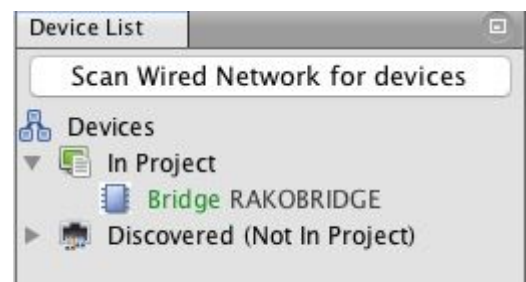 Device List
Scan Wired Network for devices
Devices
In Project
Bridge RAKOBRIDGE
Discovered (Not In Project)